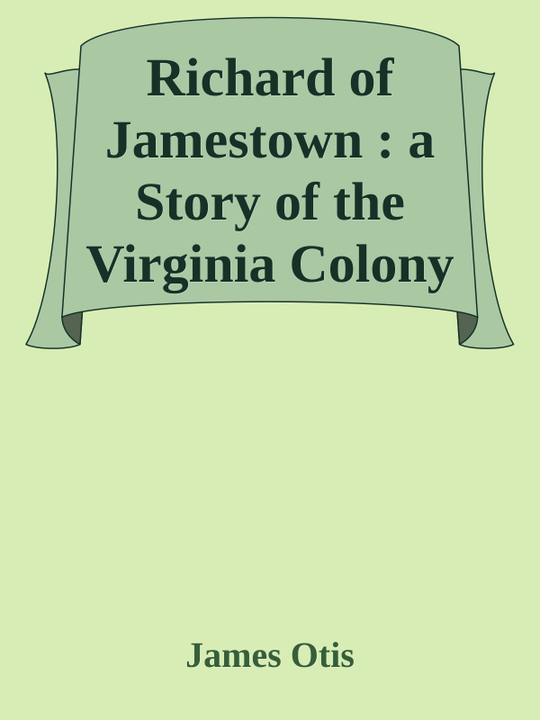 Richard of
Jamestown : a
Story of the
Virginia Colony
James Otis